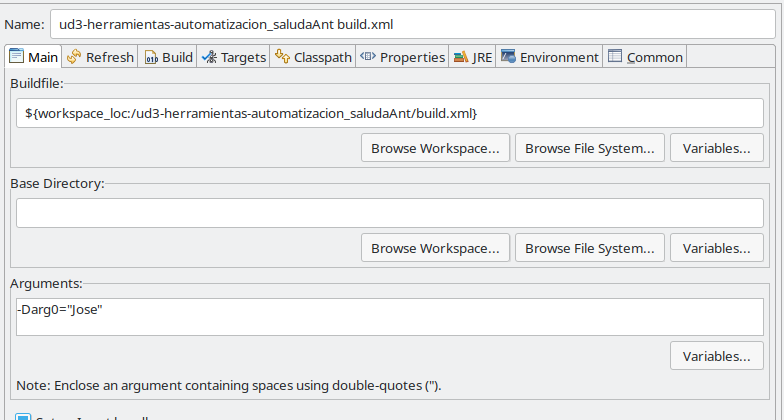 Name: ud3-herramientas-automatizacion_saludaAnt build.xml
Main Refresh Build Targets Classpath Properties JRE Environment Common
Buildfile:
${workspace_loc:/ud3-herramientas-automatizacion_saludaAnt/build.xml}
Browse Workspace... Browse File System... Variables...
Base Directory:
Browse Workspace... Browse File System... Variables...
Arguments:
-Darg0="Jose"
Variables...
Note: Enclose an argument containing spaces using double-quotes (").